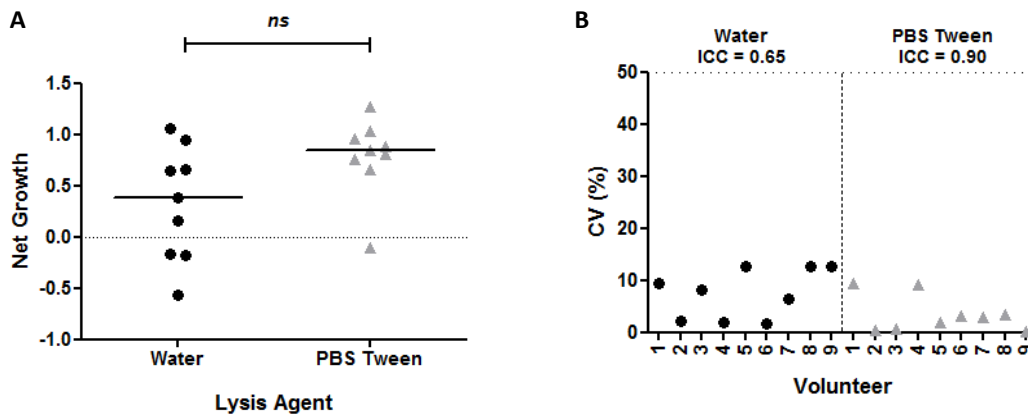 A
ns
Net Growth
1.5
1.0
0.5
0.0
-0.5
-1.0
Water
PBS Tween
Lysis Agent
B
Water
ICC = 0.65
PBS Tween
ICC = 0.90
CV (%)
50
40
30
20
10
0
1 2 3 4 5 6 7 8 9 1 2 3 4 5 6 7 8 9
Volunteer